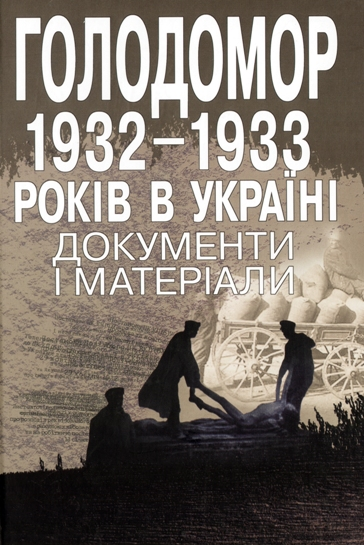 ГОЛОДОМОР
1932–1933
РОКІВ В УКРАЇНІ
ДОКУМЕНТИ
І МАТЕРІАЛИ